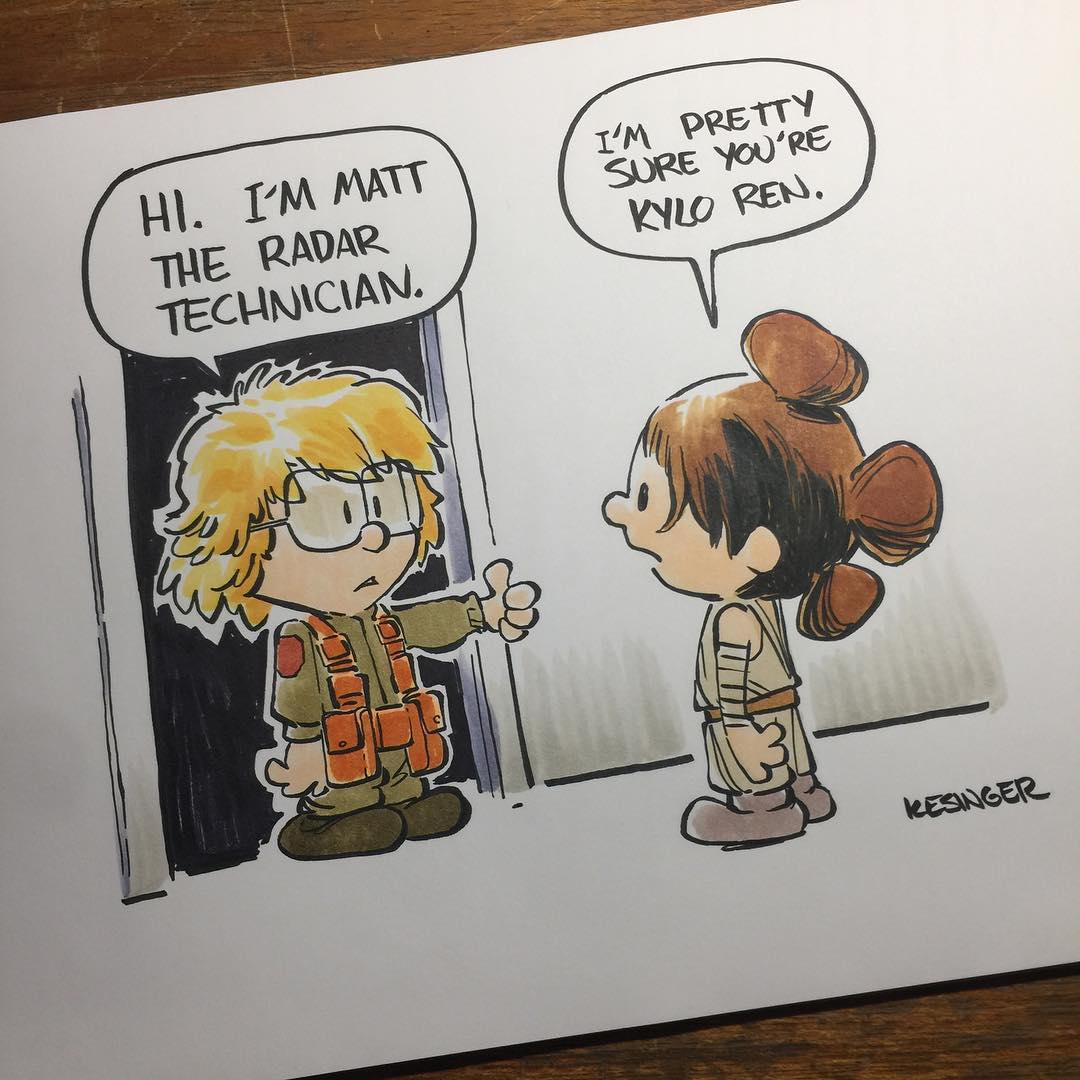 HI. I'M MATT
THE RADAR
TECHNICIAN.
I'M PRETTY
SURE YOU'RE
KYLO REN.
KESINGER